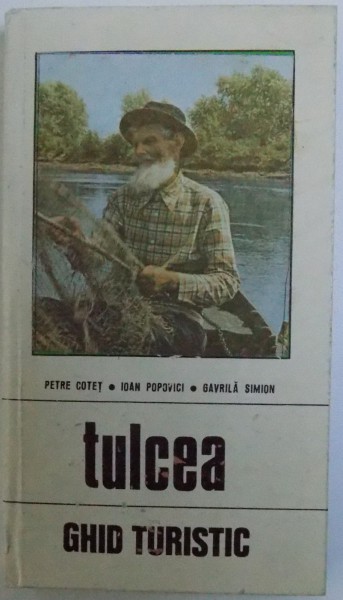 PETRE COTEȚ • IOAN POPOVICI • GAVRILĂ SIMION
tulcea
GHID TURISTIC